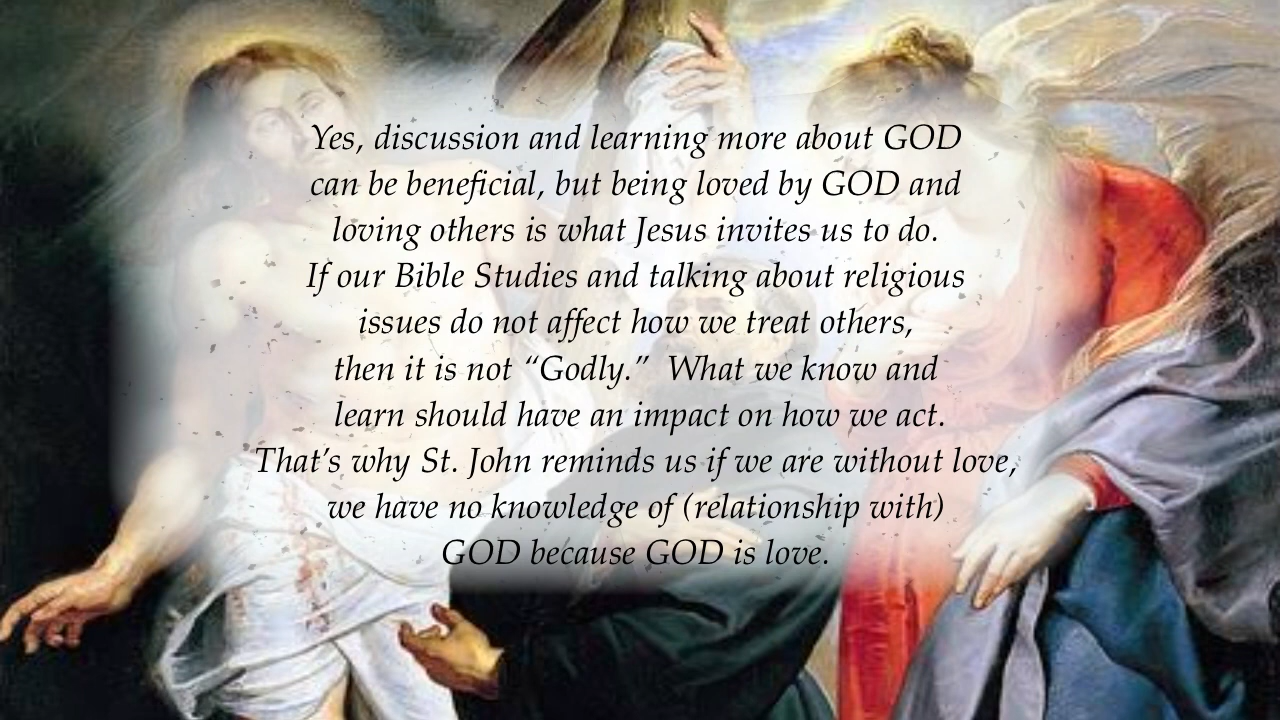 Yes, discussion and learning more about GOD
can be beneficial, but being loved by GOD and
loving others is what Jesus invites us to do.
If our Bible Studies and talking about religious
issues do not affect how we treat others,
then it is not “Godly.”  What we know and
learn should have an impact on how we act.
That’s why St. John reminds us if we are without love,
we have no knowledge of (relationship with)
GOD because GOD is love.